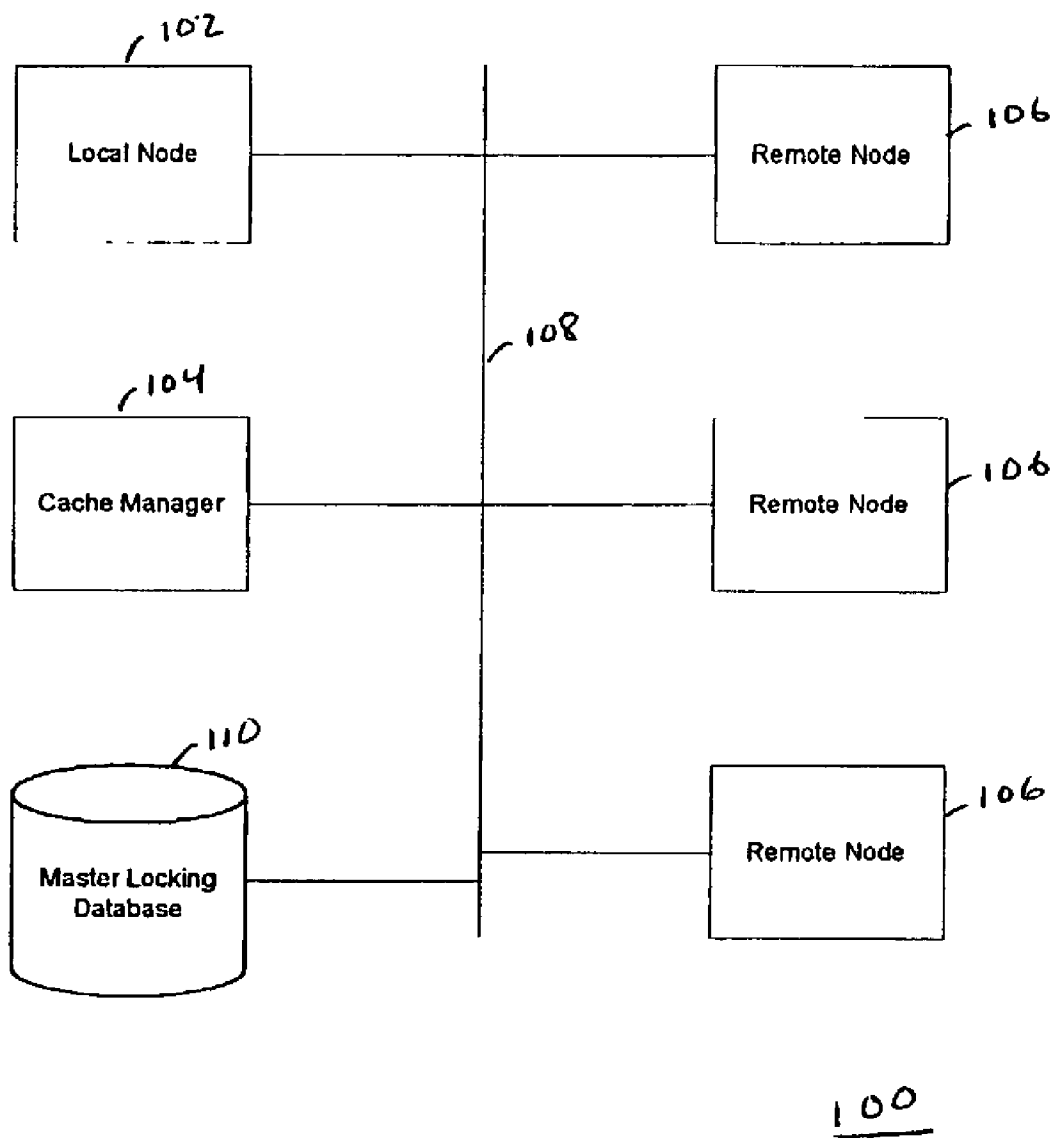 102
Local Node
106
Remote Node
108
104
Cache Manager
106
Remote Node
110
Master Locking
Database
106
Remote Node
100